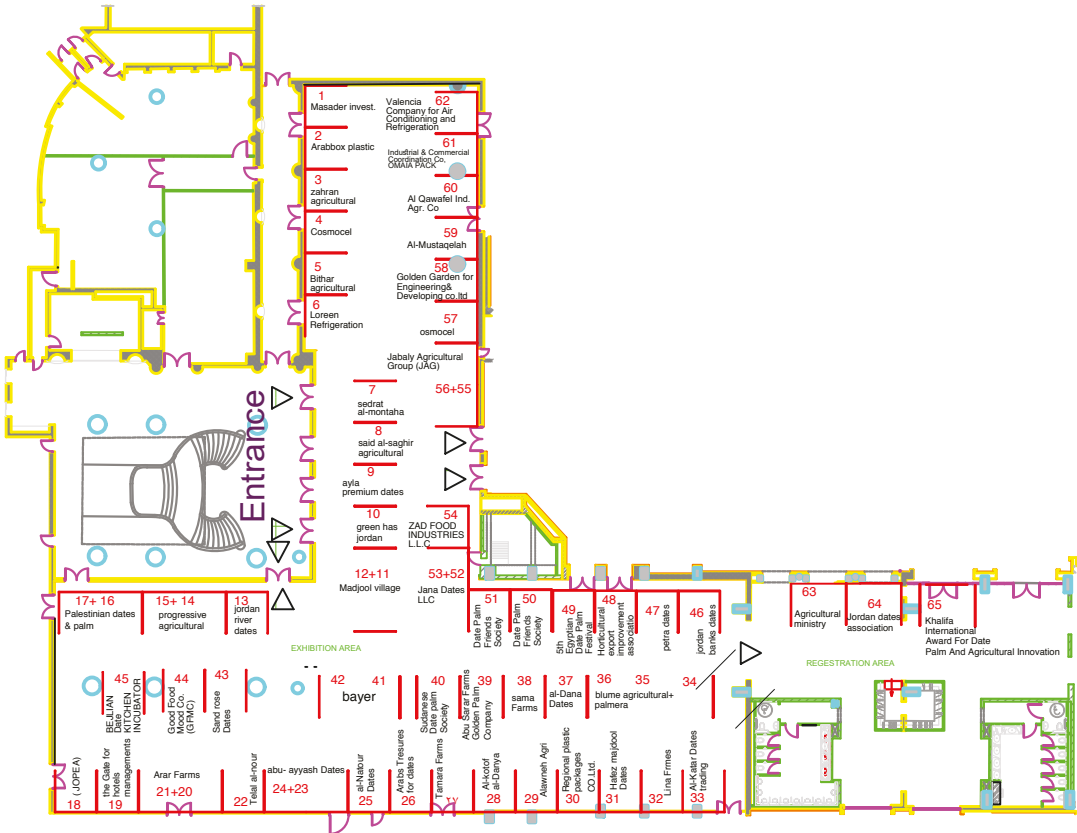 1
Masader invest.
2
Arabbox plastic
3
zahran
agricultural
4
Cosmocel
5
Bithar
agricultural
6
Loreen
Refrigeration
62
Valencia
Company for Air
Conditioning and
Refrigeration
61
Industrial & Commercial
Coordination Co,
OMAIA PACK
60
Al Qawafel Ind.
Agr. Co
59
Al-Mustaqelah
58
Golden Garden for
Engineering&
Developing co.ltd
57
osmocel
Jabaly Agricultural
Group (JAG)
56+55
7
sedrat
al-montaha
8
said al-saghir
agricultural
9
ayla
premium dates
10
green has
jordan
54
ZAD FOOD
INDUSTRIES
L.L.C
12+11
Madjool village
53+52
Jana Dates
LLC
Entrance
17+ 16
Palestinian dates
& palm
15+ 14
progressive
agricultural
13
jordan
river
dates
51
Date Palm
Friends
Society
50
Date Palm
Friends
Society
49
5th
Egyptian
Date Palm
Festival
48
Horticultural
export
improvement
associatio
47
petra dates
46
jordan
banks dates
63
Agricultural
ministry
64
Jordan dates
association
65
Khalifa
International
Award For Date
Palm And Agricultural Innovation
EXHIBITION AREA
REGESTRATION AREA
45
BEJLIAN
Date
KITCHEN
INCUBATOR
44
Good Food
Mood Co.
(GFMC)
43
Sand rose
Dates
42
41
bayer
40
Sudanese
Date palm
Society
39
Abu Sarar Farms
Golden Palm
Compamy
38
sama
Farms
37
al-Dana
Dates
36
35
34
blume agricultural+
palmera
18
( JOPEA)
19
the Gate for
hotels
managements
Arar Farms
21+20
22
Telal al-nour
abu- ayyash Dates
24+23
25
al-Natour
Dates
26
Arabs Tresures
for dates
Tamara Farms
28
Al-kotof
al-Danya
29
Alawneh Agri
30
Regional plastic
packages
CO.Ltd.
31
Hafez majdool
Dates
32
Lina Frmes
33
Al-Katar Dates
trading